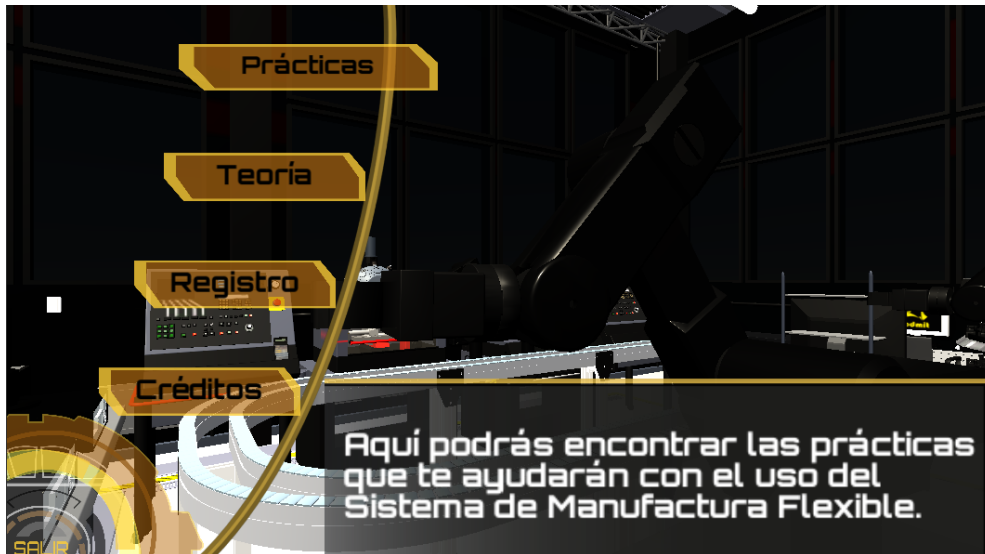 Prácticas
Teoría
Registro
Créditos
Aquí podrás encontrar las prácticas
que te ayudarán con el uso del
Sistema de Manufactura Flexible.
SALIR